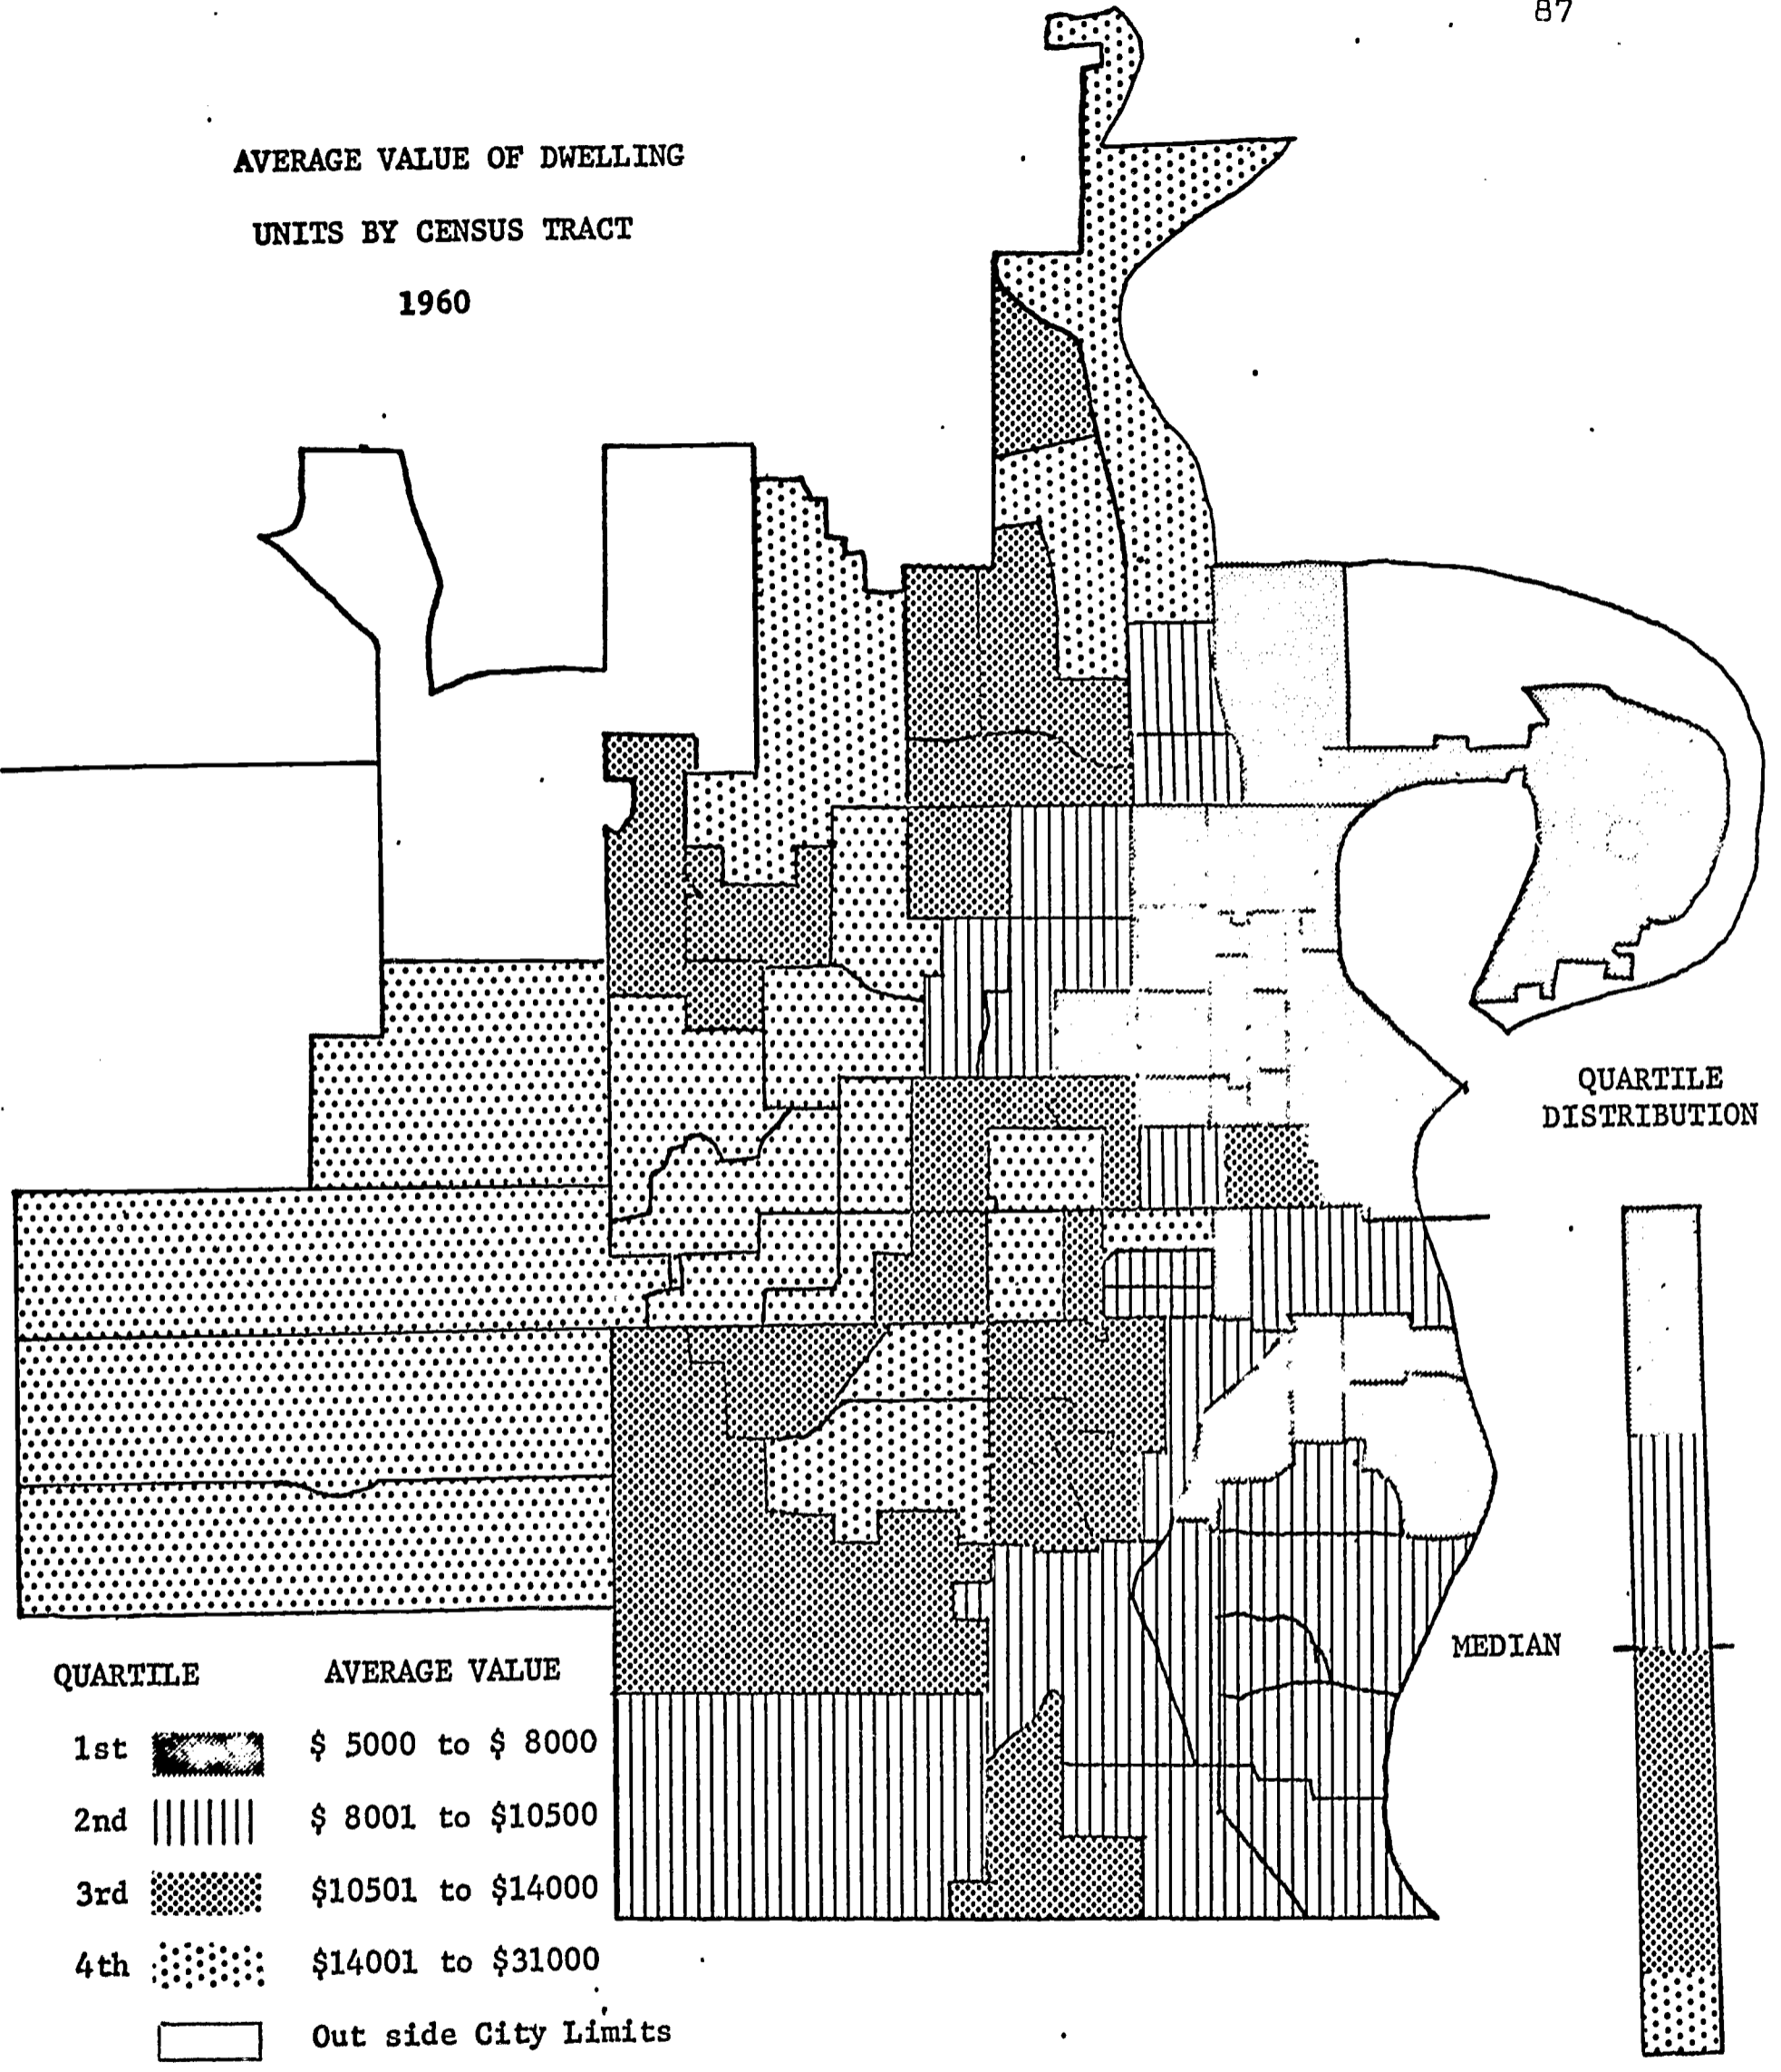 87
AVERAGE VALUE OF DWELLING
UNITS BY CENSUS TRACT
1960
QUARTILE
DISTRIBUTION
MEDIAN
QUARTILE AVERAGE VALUE
1st $ 5000 to $ 8000
2nd $ 8001 to $10500
3rd $10501 to $14000
4th $14001 to $31000
Out side City Limits